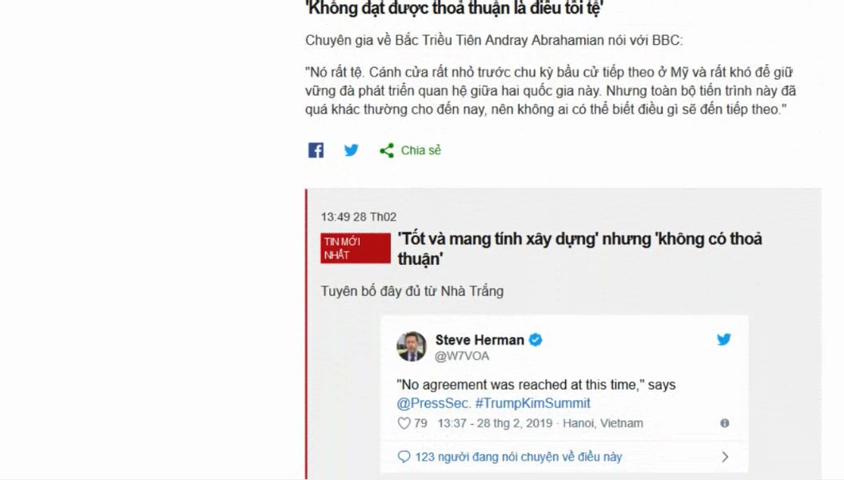 'Không đạt được thoả thuận là điều tồi tệ'
Chuyên gia về Bắc Triều Tiên Andray Abrahamian nói với BBC:
"Nó rất tệ. Cánh cửa rất nhỏ trước chu kỳ bầu cử tiếp theo ở Mỹ và rất khó để giữ
vững đà phát triển quan hệ giữa hai quốc gia này. Nhưng toàn bộ tiến trình này đã
quá khác thường cho đến nay, nên không ai có thể biết điều gì sẽ đến tiếp theo."
Chia sẻ
13:49 28 Th02
TIN MỚI
NHẤT
'Tốt và mang tính xây dựng' nhưng 'không có thoả
thuận'
Tuyên bố đầy đủ từ Nhà Trắng
Steve Herman
@W7VOA
"No agreement was reached at this time," says
@PressSec. #TrumpKimSummit
79 13:37 - 28 thg 2, 2019 · Hanoi, Vietnam
123 người đang nói chuyện về điều này